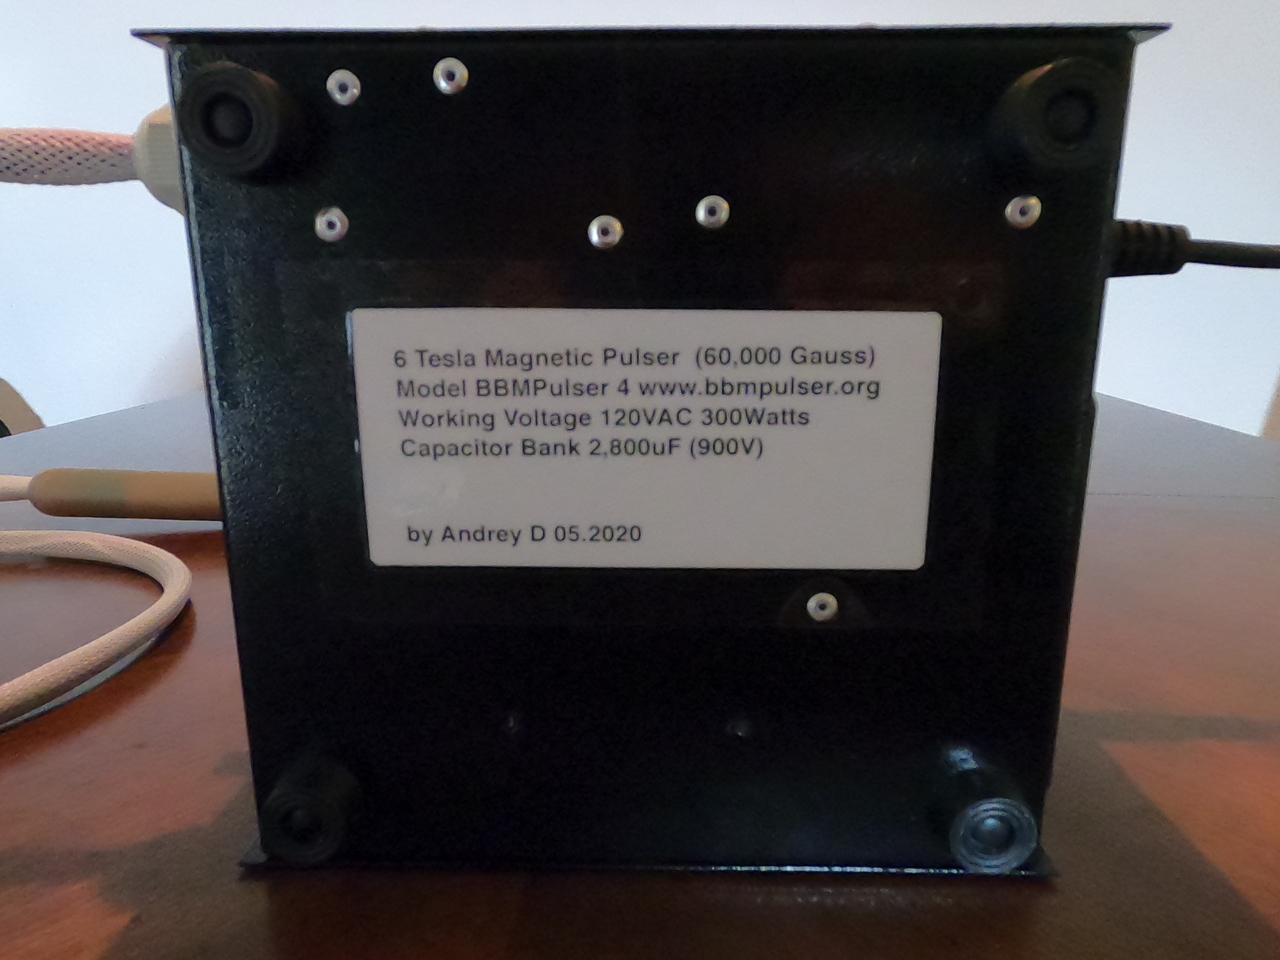 6 Tesla Magnetic Pulser (60,000 Gauss)
Model BBMPulser 4 www.bbmpulser.org
Working Voltage 120VAC 300Watts
Capacitor Bank 2,800uF (900V)
by Andrey D 05.2020